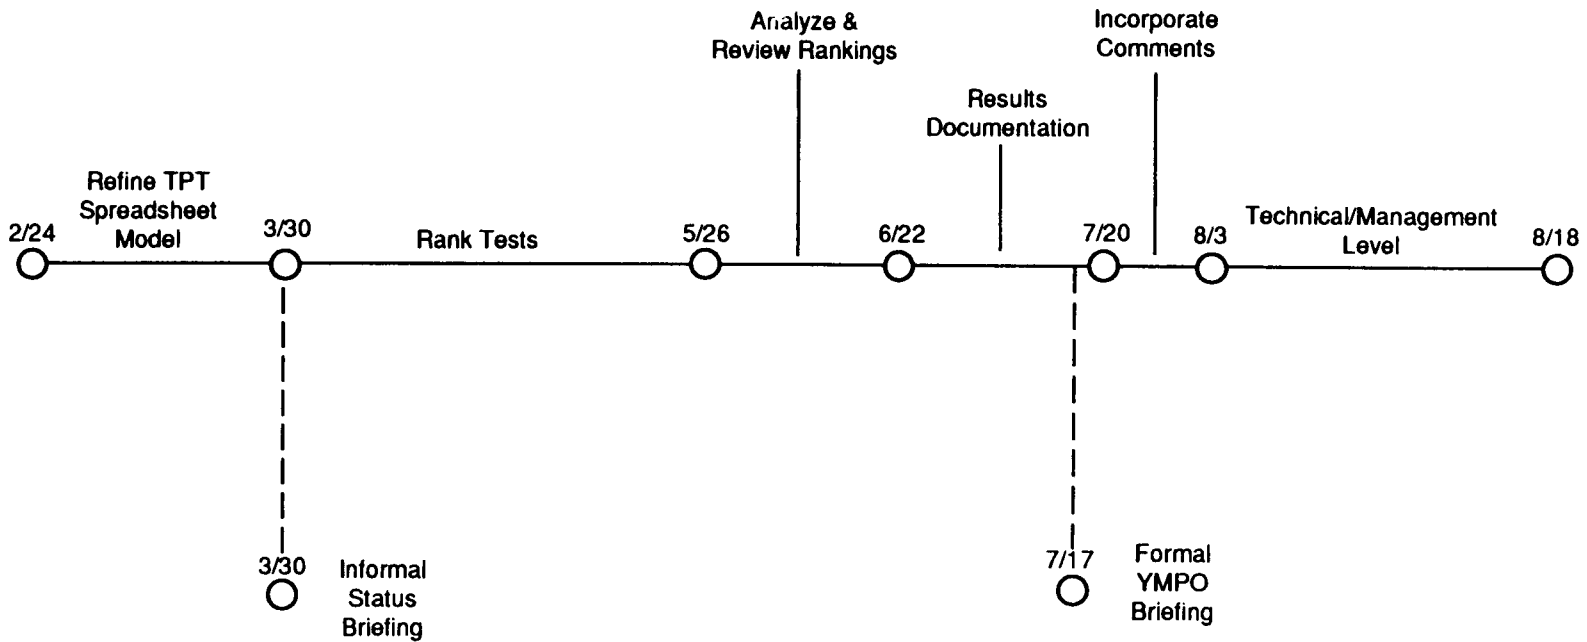 Analyze &
Review Rankings
Incorporate
Comments
Results
Documentation
Refine TPT
Spreadsheet
Model
2/24
3/30
Rank Tests
5/26
6/22
7/20
8/3
Technical/Management
Level
8/18
3/30
Informal
Status
Briefing
7/17
Formal
YMPO
Briefing